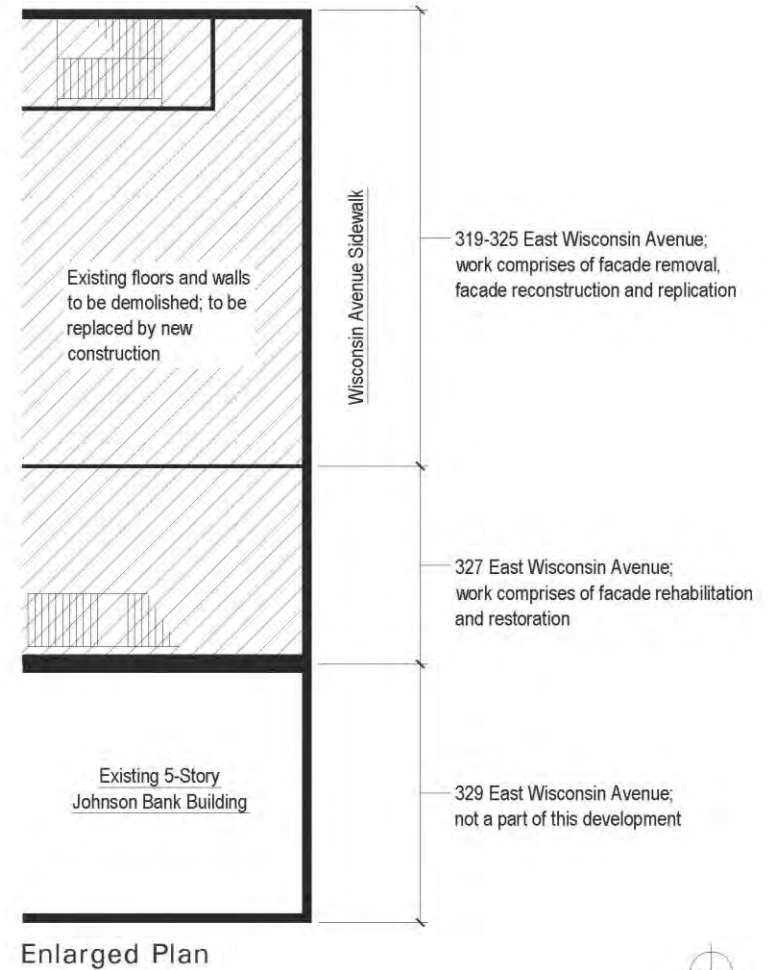 Existing floors and walls
to be demolished; to be
replaced by new
construction
Wisconsin Avenue Sidewalk
319-325 East Wisconsin Avenue;
work comprises of facade removal,
facade reconstruction and replication
327 East Wisconsin Avenue;
work comprises of facade rehabilitation
and restoration
Existing 5-Story
Johnson Bank Building
329 East Wisconsin Avenue;
not a part of this development
Enlarged Plan